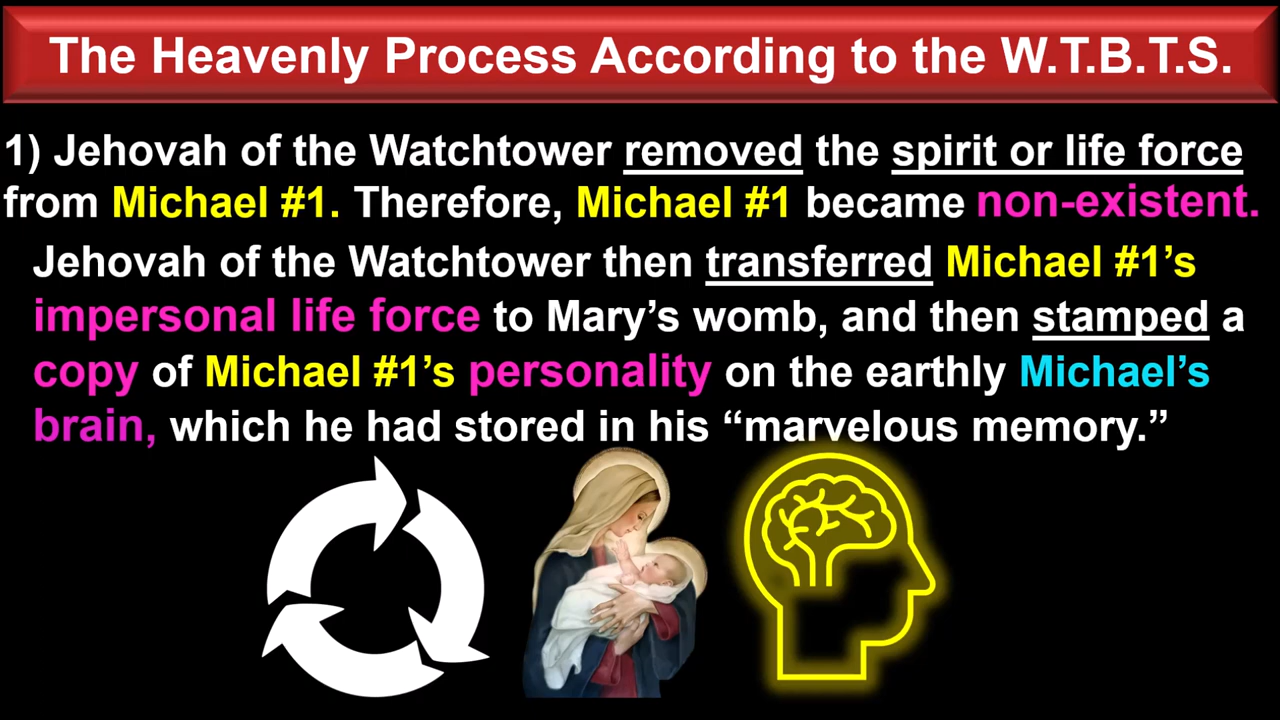 The Heavenly Process According to the W.T.B.T.S.
1) Jehovah of the Watchtower removed the spirit or life force
from Michael #1. Therefore, Michael #1 became non-existent.
Jehovah of the Watchtower then transferred Michael #1’s
impersonal life force to Mary’s womb, and then stamped a
copy of Michael #1’s personality on the earthly Michael’s
brain, which he had stored in his “marvelous memory.”